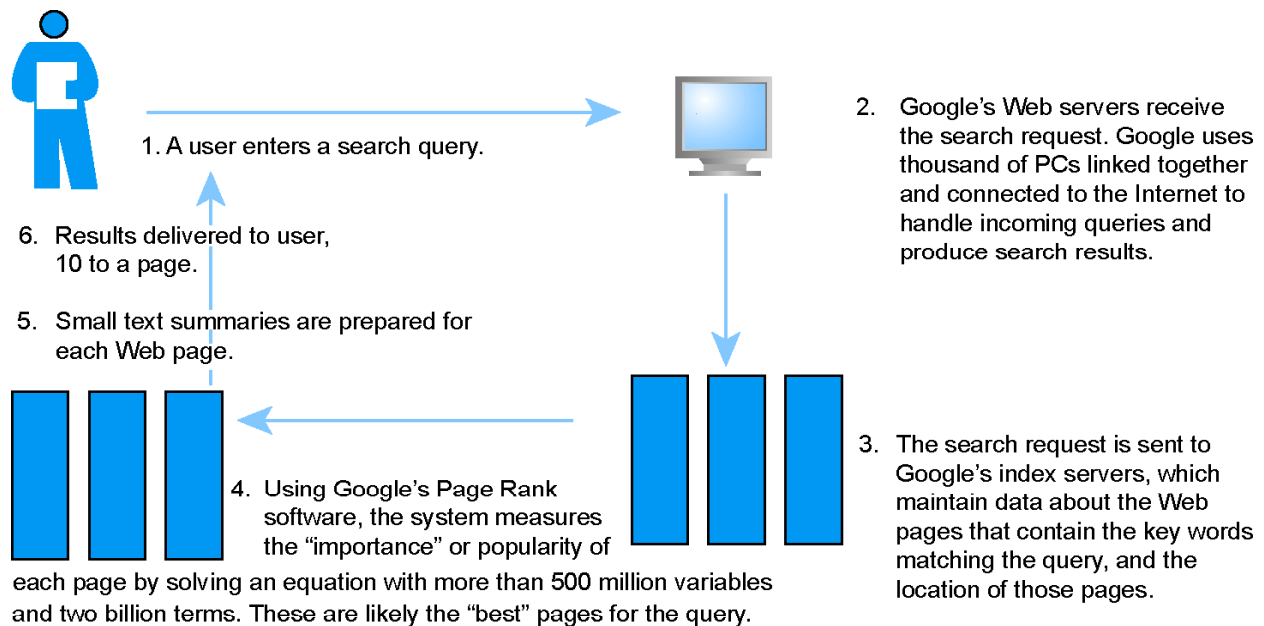 1. A user enters a search query.
2. Google's Web servers receive
the search request. Google uses
thousand of PCs linked together
and connected to the Internet to
handle incoming queries and
produce search results.
3. The search request is sent to
Google's index servers, which
maintain data about the Web
pages that contain the key words
matching the query, and the
location of those pages.
4. Using Google's Page Rank
software, the system measures
the “importance” or popularity of
each page by solving an equation with more than 500 million variables
and two billion terms. These are likely the “best” pages for the query.
5. Small text summaries are prepared for
each Web page.
6. Results delivered to user,
10 to a page.